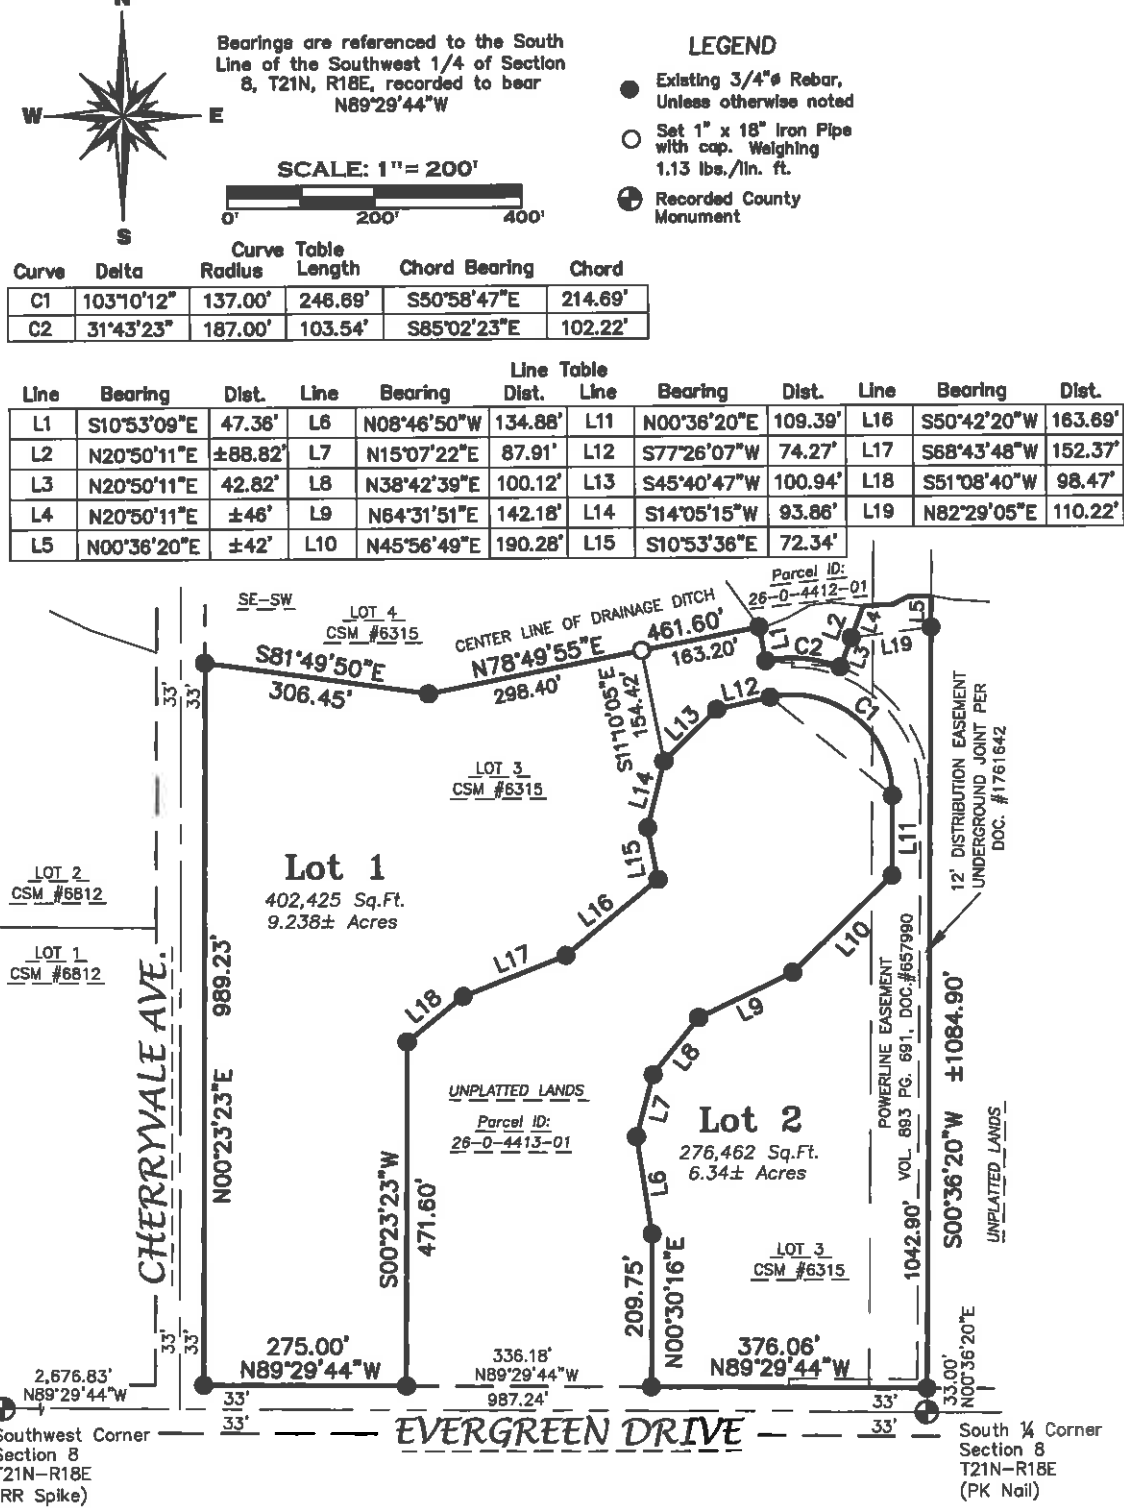 N
W
E
S
Bearings are referenced to the South
Line of the Southwest 1/4 of Section
8, T21N, R18E, recorded to bear
N89°29'44"W
SCALE: 1"= 200'
0' 200' 400'
LEGEND
Existing 3/4"ø Rebar,
Unless otherwise noted
Set 1" x 18" Iron Pipe
with cap. Weighing
1.13 lbs./lin. ft.
Recorded County
Monument
Curve Table
Curve Delta Radius Length Chord Bearing Chord
C1 103°10'12" 137.00' 246.69' S50°58'47"E 214.69'
C2 31°43'23" 187.00' 103.54' S85°02'23"E 102.22'
Line Table
Line Bearing Dist. Line Bearing Dist. Line Bearing Dist. Line Bearing Dist.
L1 S10°53'09"E 47.36' L6 N08°46'50"W 134.88' L11 N00°36'20"E 109.39' L16 S50°42'20"W 163.69'
L2 N20°50'11"E ±88.82' L7 N15°07'22"E 87.91' L12 S77°26'07"W 74.27' L17 S68°43'48"W 152.37'
L3 N20°50'11"E 42.82' L8 N38°42'39"E 100.12' L13 S45°40'47"W 100.94' L18 S51°08'40"W 98.47'
L4 N20°50'11"E ±46' L9 N64°31'51"E 142.18' L14 S14°05'15"W 93.86' L19 N82°29'05"E 110.22'
L5 N00°36'20"E ±42' L10 N45°56'49"E 190.28' L15 S10°53'36"E 72.34'
SE-SW
LOT 4
CSM #6315
Parcel ID:
26-0-4412-01
CENTER LINE OF DRAINAGE DITCH
461.60'
N78°49'55"E
298.40'
163.20'
S81°49'50"E
306.45'
33'
33'
S11°10'05"E
154.42'
L1
C2
L2
L3
L4
L5
L19
L12
L13
C1
L14
L15
L11
L16
L17
L18
L10
L9
L8
L7
L6
LOT 3
CSM #6315
Lot 1
402,425 Sq.Ft.
9.238± Acres
LOT 2
CSM #6812
LOT 1
CSM #6812
CHERRYVALE AVE.
989.23'
N00°23'23"E
12' DISTRIBUTION EASEMENT
UNDERGROUND JOINT PER
DOC. #1761642
POWERLINE EASEMENT
VOL. 893 PG. 691, DOC.#657990
±1084.90'
S00°36'20"W
1042.90'
UNPLATTED LANDS
UNPLATTED LANDS
Parcel ID:
26-0-4413-01
Lot 2
276,462 Sq.Ft.
6.34± Acres
S00°23'23"W
471.60'
209.75'
N00°30'16"E
LOT 3
CSM #6315
33'
33'
275.00'
N89°29'44"W
336.18'
N89°29'44"W
376.06'
N89°29'44"W
33.00'
N00°36'20"E
2,676.83'
N89°29'44"W
987.24'
33'
33'
33'
33'
EVERGREEN DRIVE
Southwest Corner
Section 8
T21N-R18E
(RR Spike)
South ¼ Corner
Section 8
T21N-R18E
(PK Nail)